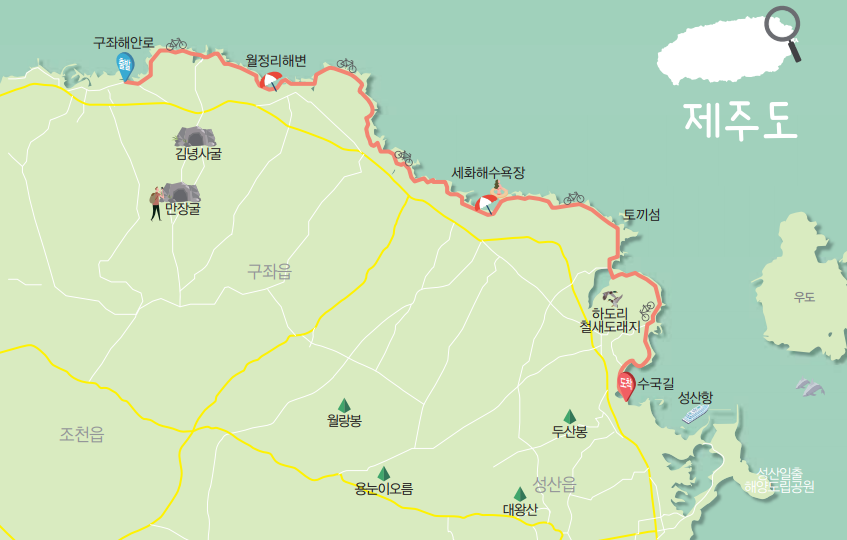 구좌해안로
출발
월정리해변
제주도
김녕사굴
만장굴
세화해수욕장
토끼섬
구좌읍
우도
하도리
철새도래지
도착
수국길
성산항
월랑봉
두산봉
조천읍
용눈이오름
성산읍
대왕산
성산일출
해양도립공원